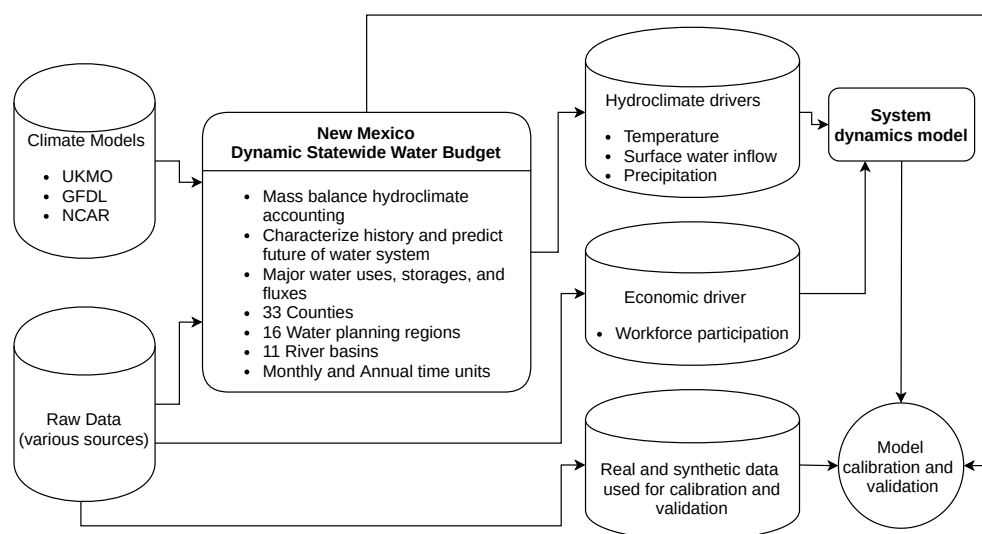 Climate Models
• UKMO
• GFDL
• NCAR
Raw Data
(various sources)
New Mexico
Dynamic Statewide Water Budget
• Mass balance hydroclimate
accounting
• Characterize history and predict
future of water system
• Major water uses, storages, and
fluxes
• 33 Counties
• 16 Water planning regions
• 11 River basins
• Monthly and Annual time units
Hydroclimate drivers
• Temperature
• Surface water inflow
• Precipitation
Economic driver
• Workforce participation
Real and synthetic data
used for calibration and
validation
System
dynamics model
Model
calibration and
validation